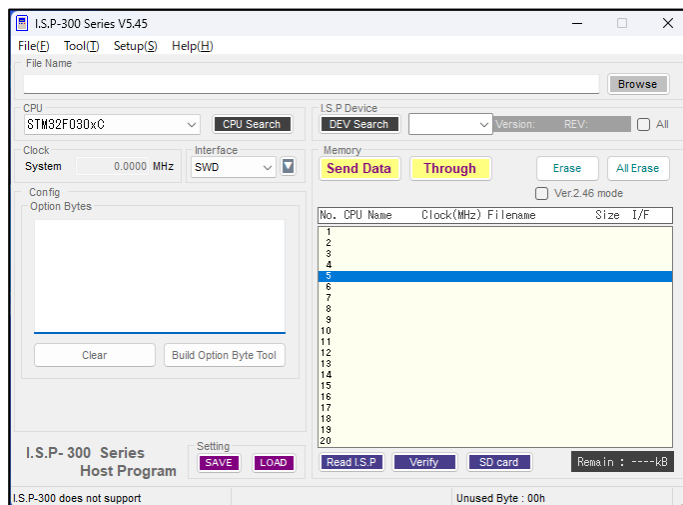 I.S.P-300 Series V5.45
File(F) Tool(T) Setup(S) Help(H)
File Name
Browse
CPU
STM32F030xC
CPU Search
I.S.P Device
DEV Search
Version: REV:
All
Clock
System 0.0000 MHz
Interface
SWD
Memory
Send Data
Through
Erase
All Erase
Ver.2.46 mode
Config
Option Bytes
Clear
Build Option Byte Tool
No. CPU Name Clock(MHz) Filename Size I/F
1
2
3
4
5
6
7
8
9
10
11
12
13
14
15
16
17
18
19
20
I.S.P- 300 Series
Host Program
Setting
SAVE
LOAD
Read I.S.P
Verify
SD card
Remain : ----kB
I.S.P-300 does not support
Unused Byte : 00h